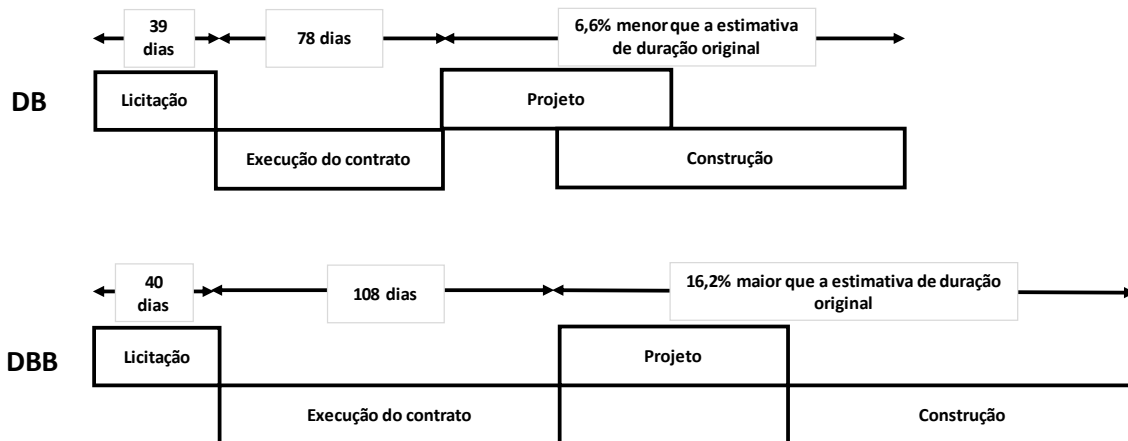 39
dias
78 dias
6,6% menor que a estimativa
de duração original
DB
Licitação
Projeto
Execução do contrato
Construção
40
dias
108 dias
16,2% maior que a estimativa de duração
original
DBB
Licitação
Projeto
Execução do contrato
Construção